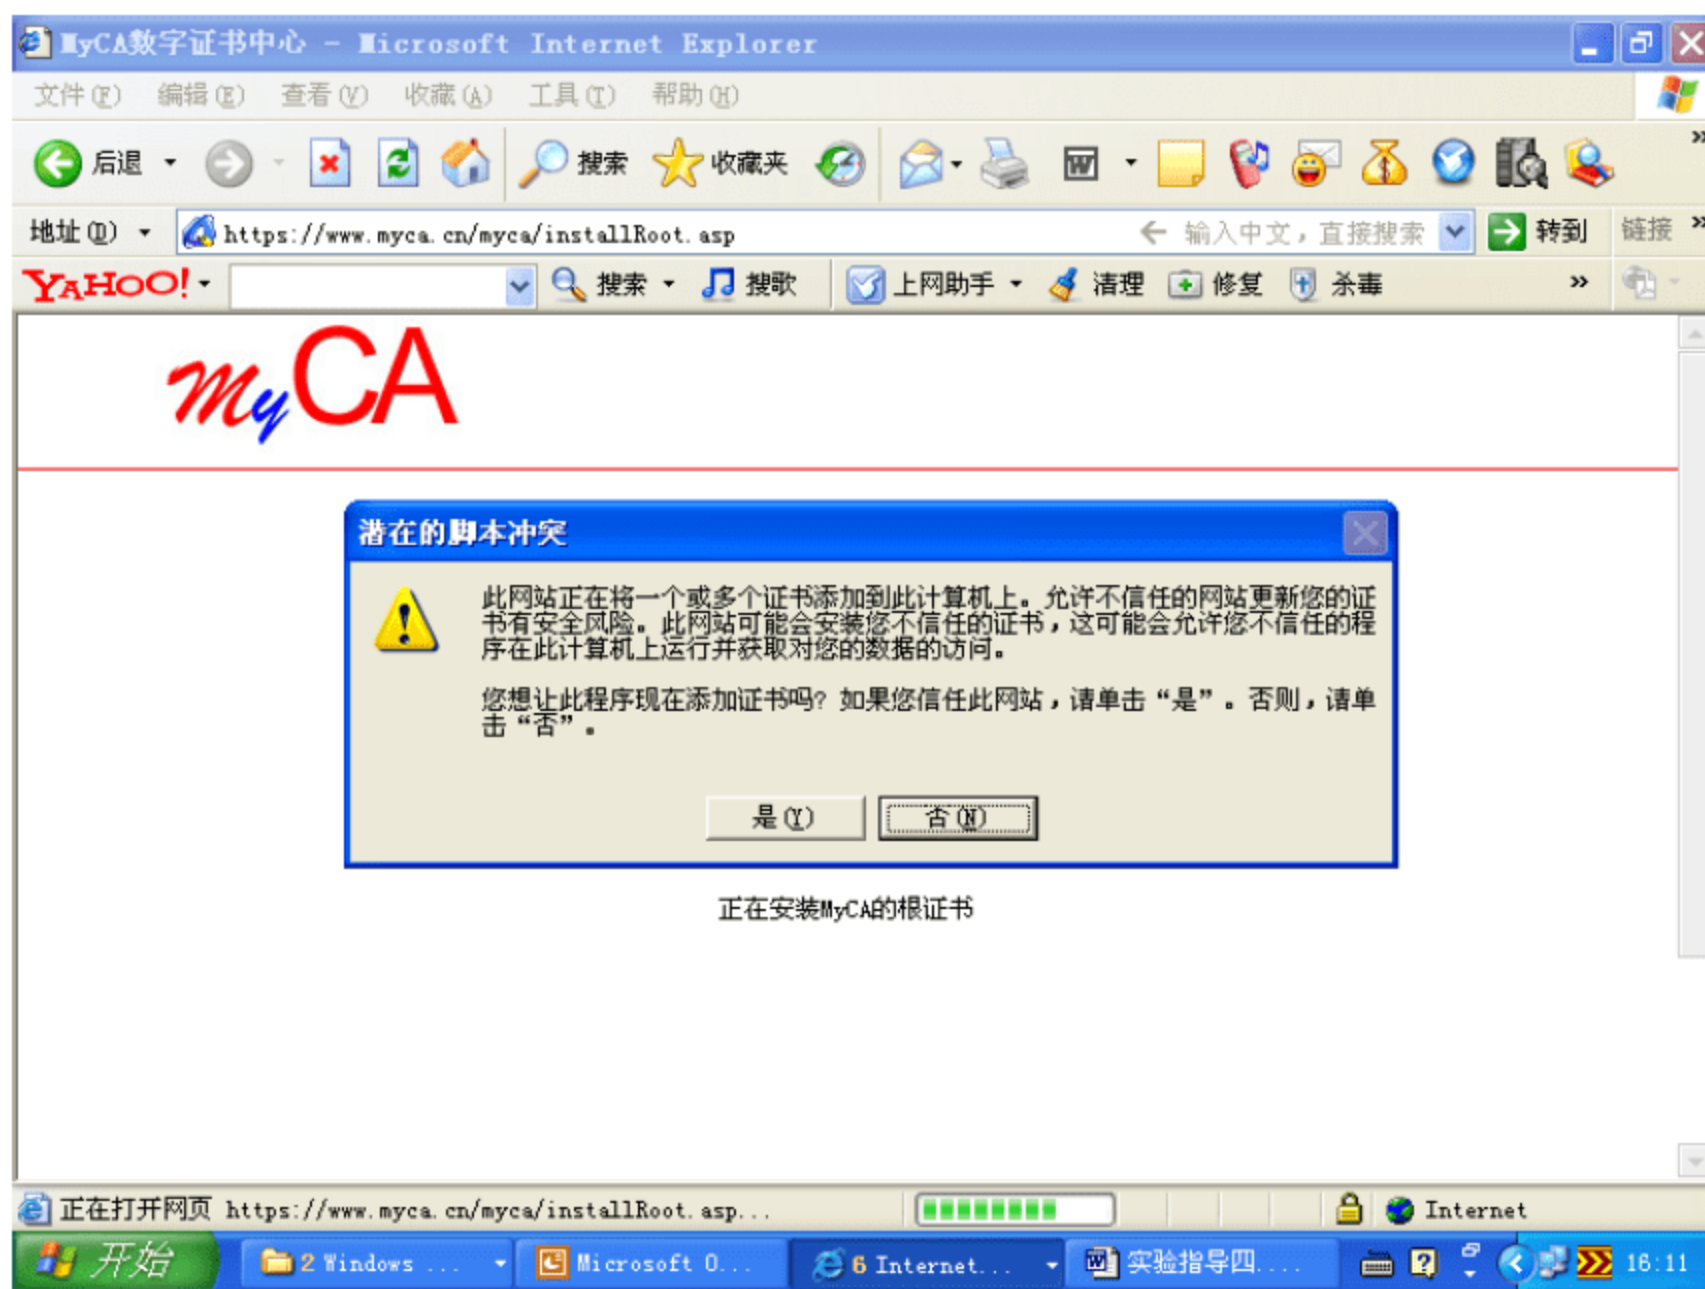 MyCA数字证书中心 - Microsoft Internet Explorer
文件(F) 编辑(E) 查看(V) 收藏(A) 工具(T) 帮助(H)
后退 搜索 收藏夹 »
地址(D) https://www.myca.cn/myca/installRoot.asp 输入中文,直接搜索 转到 链接 »
YAHOO! 搜索 搜歌 上网助手 清理 修复 杀毒 »
MyCA
潜在的脚本冲突
此网站正在将一个或多个证书添加到此计算机上。允许不信任的网站更新您的证
书有安全风险。此网站可能会安装您不信任的证书,这可能会允许您不信任的程
序在此计算机上运行并获取对您的数据的访问。
您想让此程序现在添加证书吗?如果您信任此网站,请单击“是”。否则,请单
击“否”。
是(Y) 否(N)
正在安装MyCA的根证书
正在打开网页 https://www.myca.cn/myca/installRoot.asp... Internet
开始 2 Windows ... Microsoft O... 6 Internet... 实验指导四.... 16:11